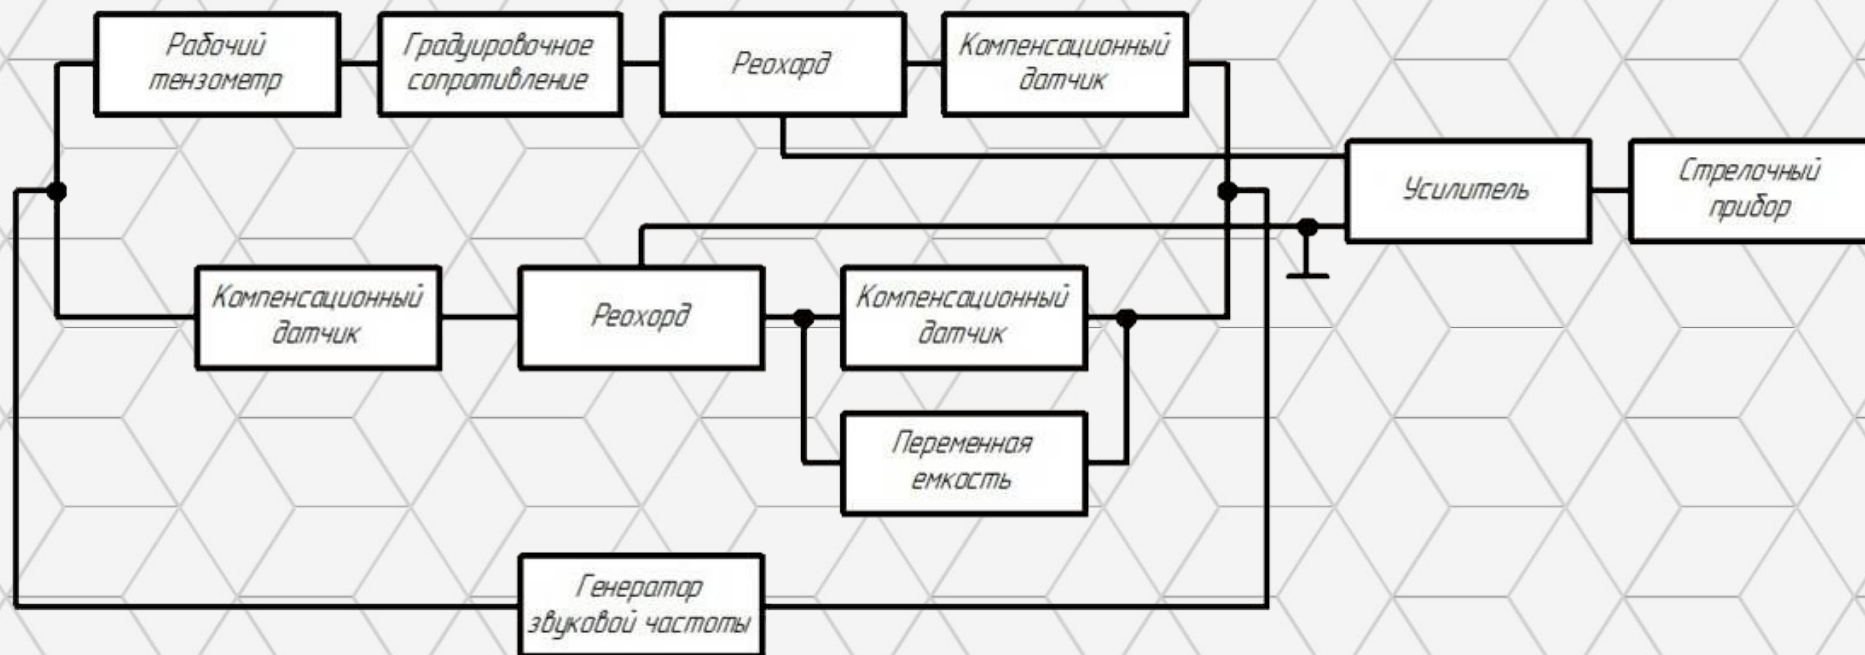 Рабочий
тензометр
Градуировочное
сопротивление
Реохорд
Компенсационный
датчик
Усилитель
Стрелочный
прибор
Компенсационный
датчик
Реохорд
Компенсационный
датчик
Переменная
емкость
Генератор
звуковой частоты